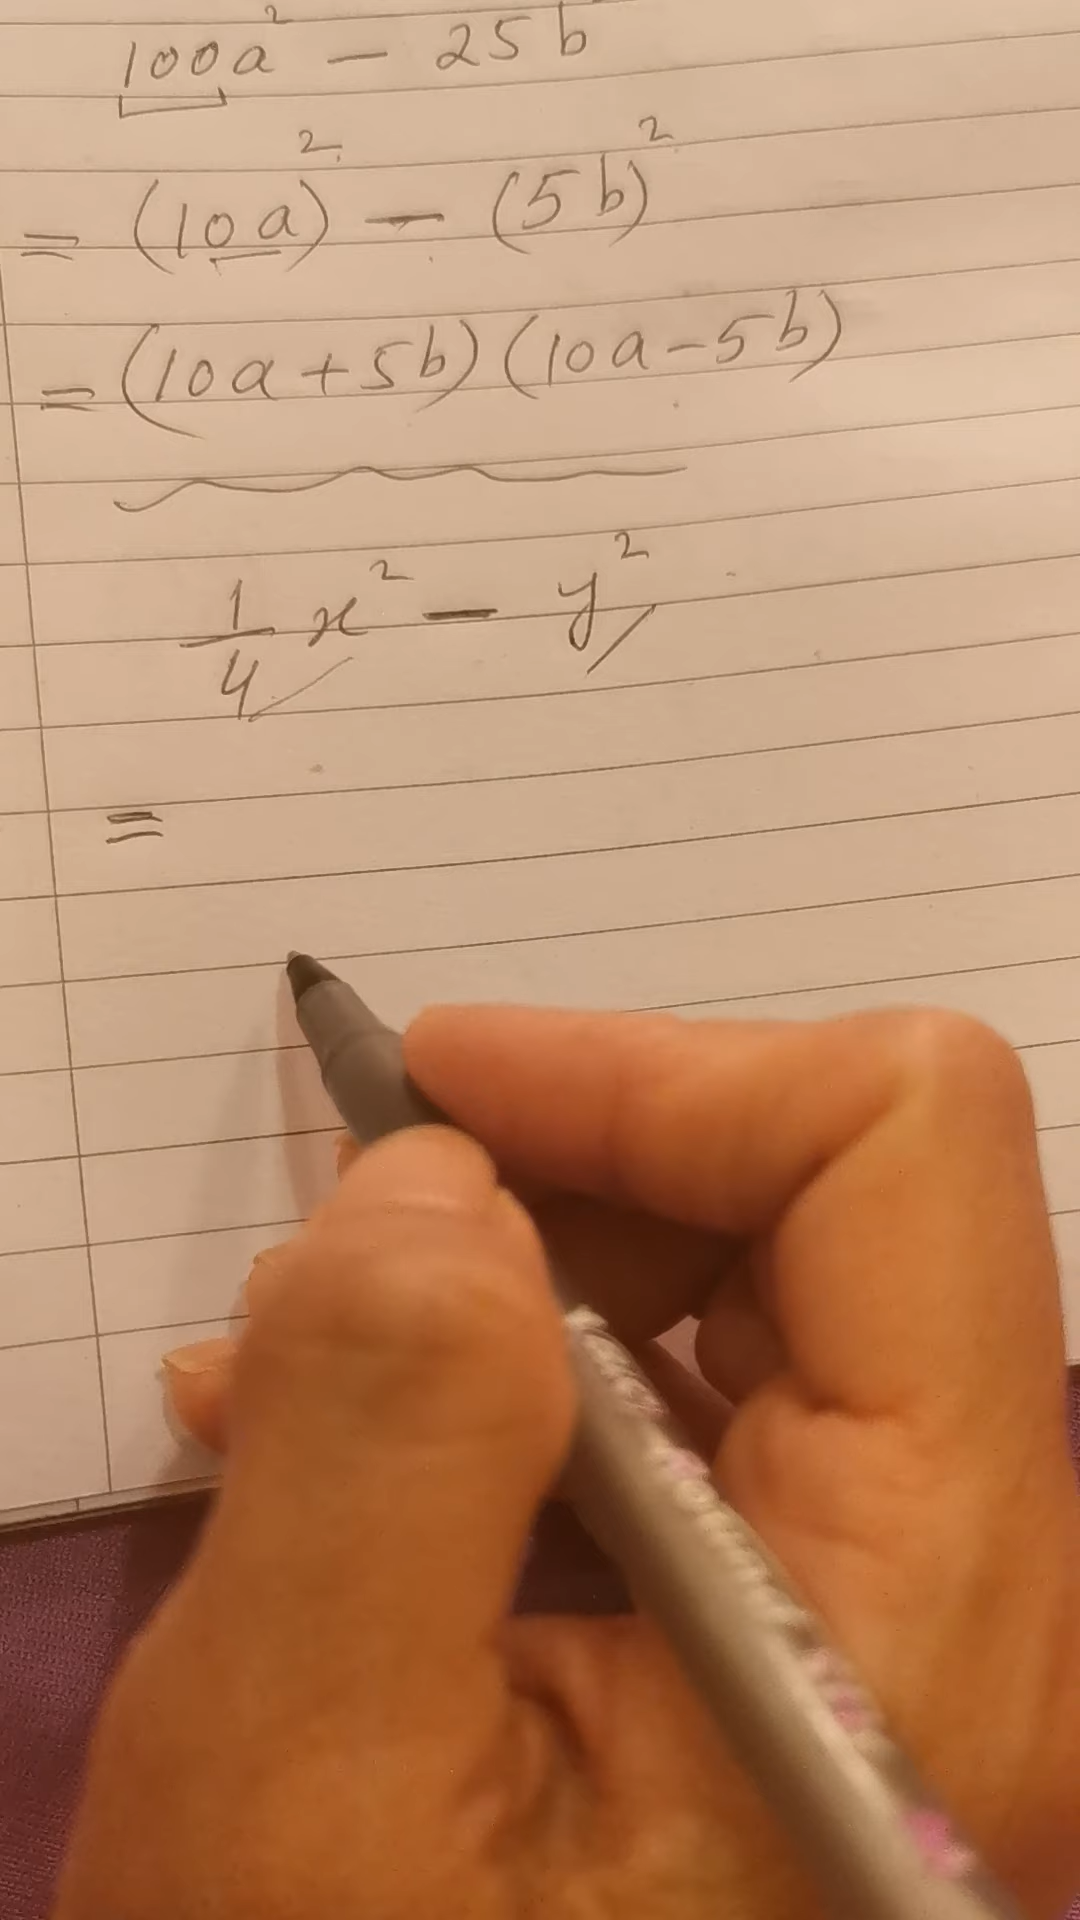 100a² - 25b
= (10a)² - (5b)²
= (10a+5b)(10a-5b)
1/4 x² - y²
=